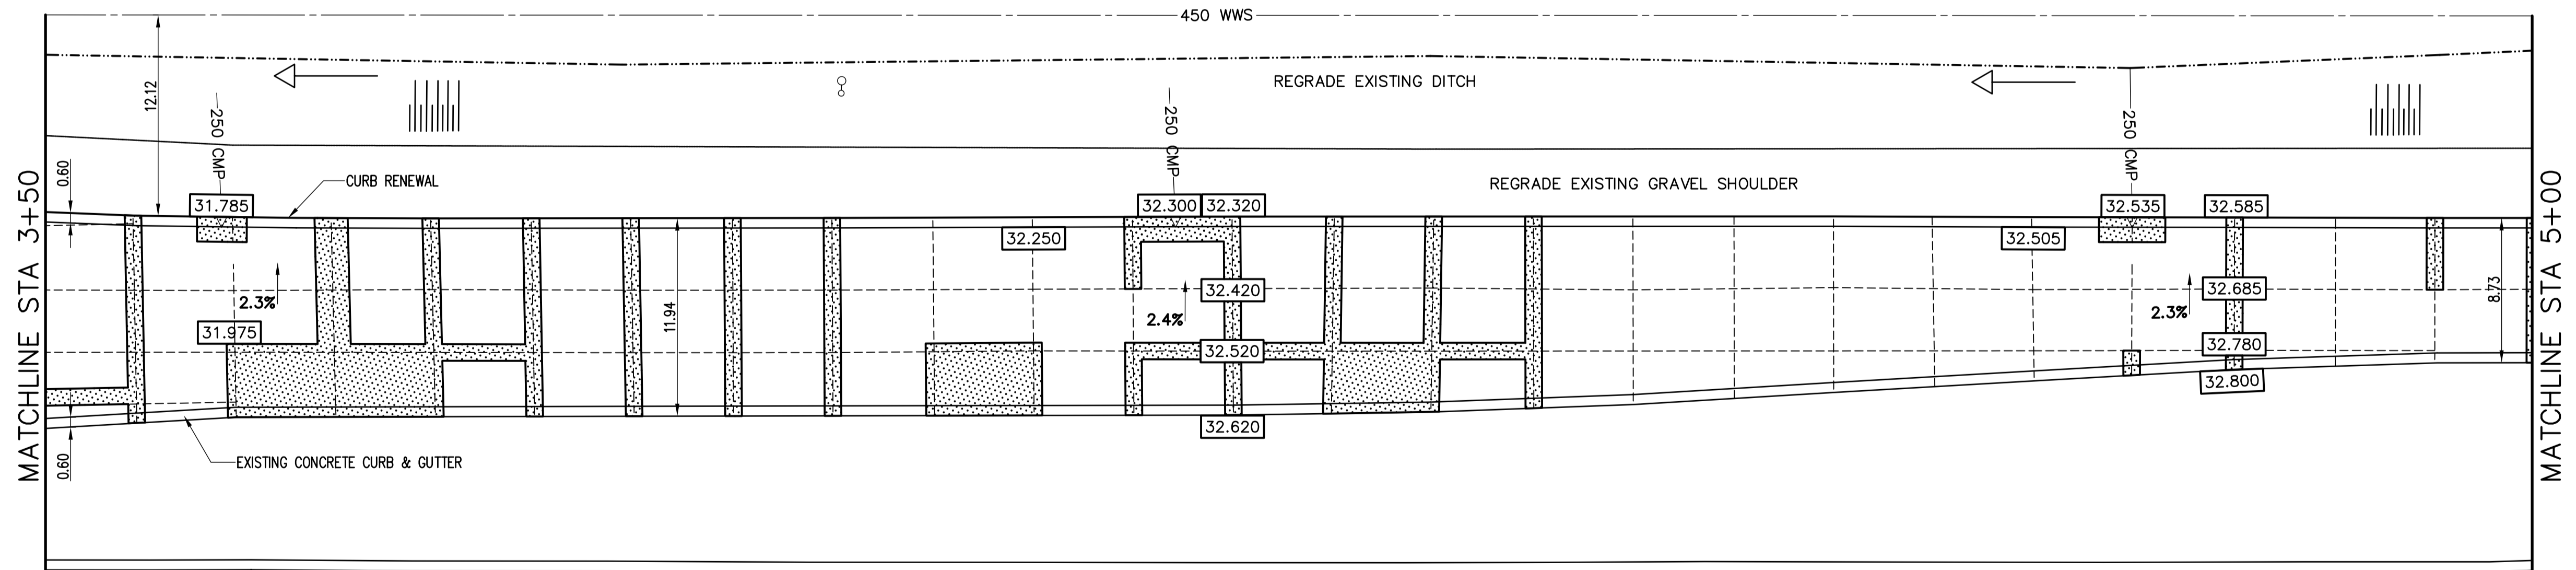 450 WWS
REGRADE EXISTING DITCH
12.12
250 CMP
250 CMP
250 CMP
0.60
CURB RENEWAL
REGRADE EXISTING GRAVEL SHOULDER
MATCHLINE STA 3+50
MATCHLINE STA 5+00
31.785
32.300
32.320
32.535
32.585
32.250
32.505
2.3%
31.975
11.94
2.4%
32.420
32.520
2.3%
32.685
32.780
32.800
8.73
32.620
0.60
EXISTING CONCRETE CURB & GUTTER